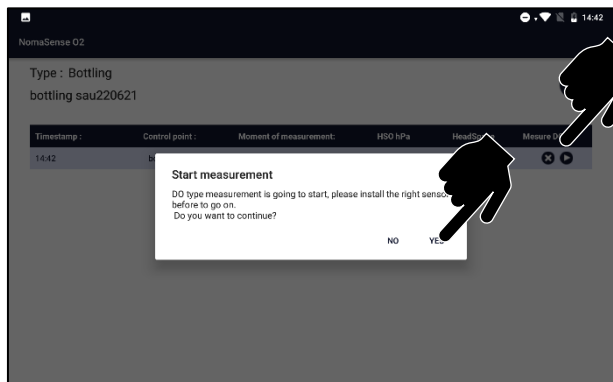 14:42
NomaSense O2
Type : Bottling
bottling sau220621
Timestamp : Control point : Moment of measurement: HSO hPa Mesure
14:42
Start measurement
DO type measurement is going to start, please install the right
before to go on.
Do you want to continue?
NO YES